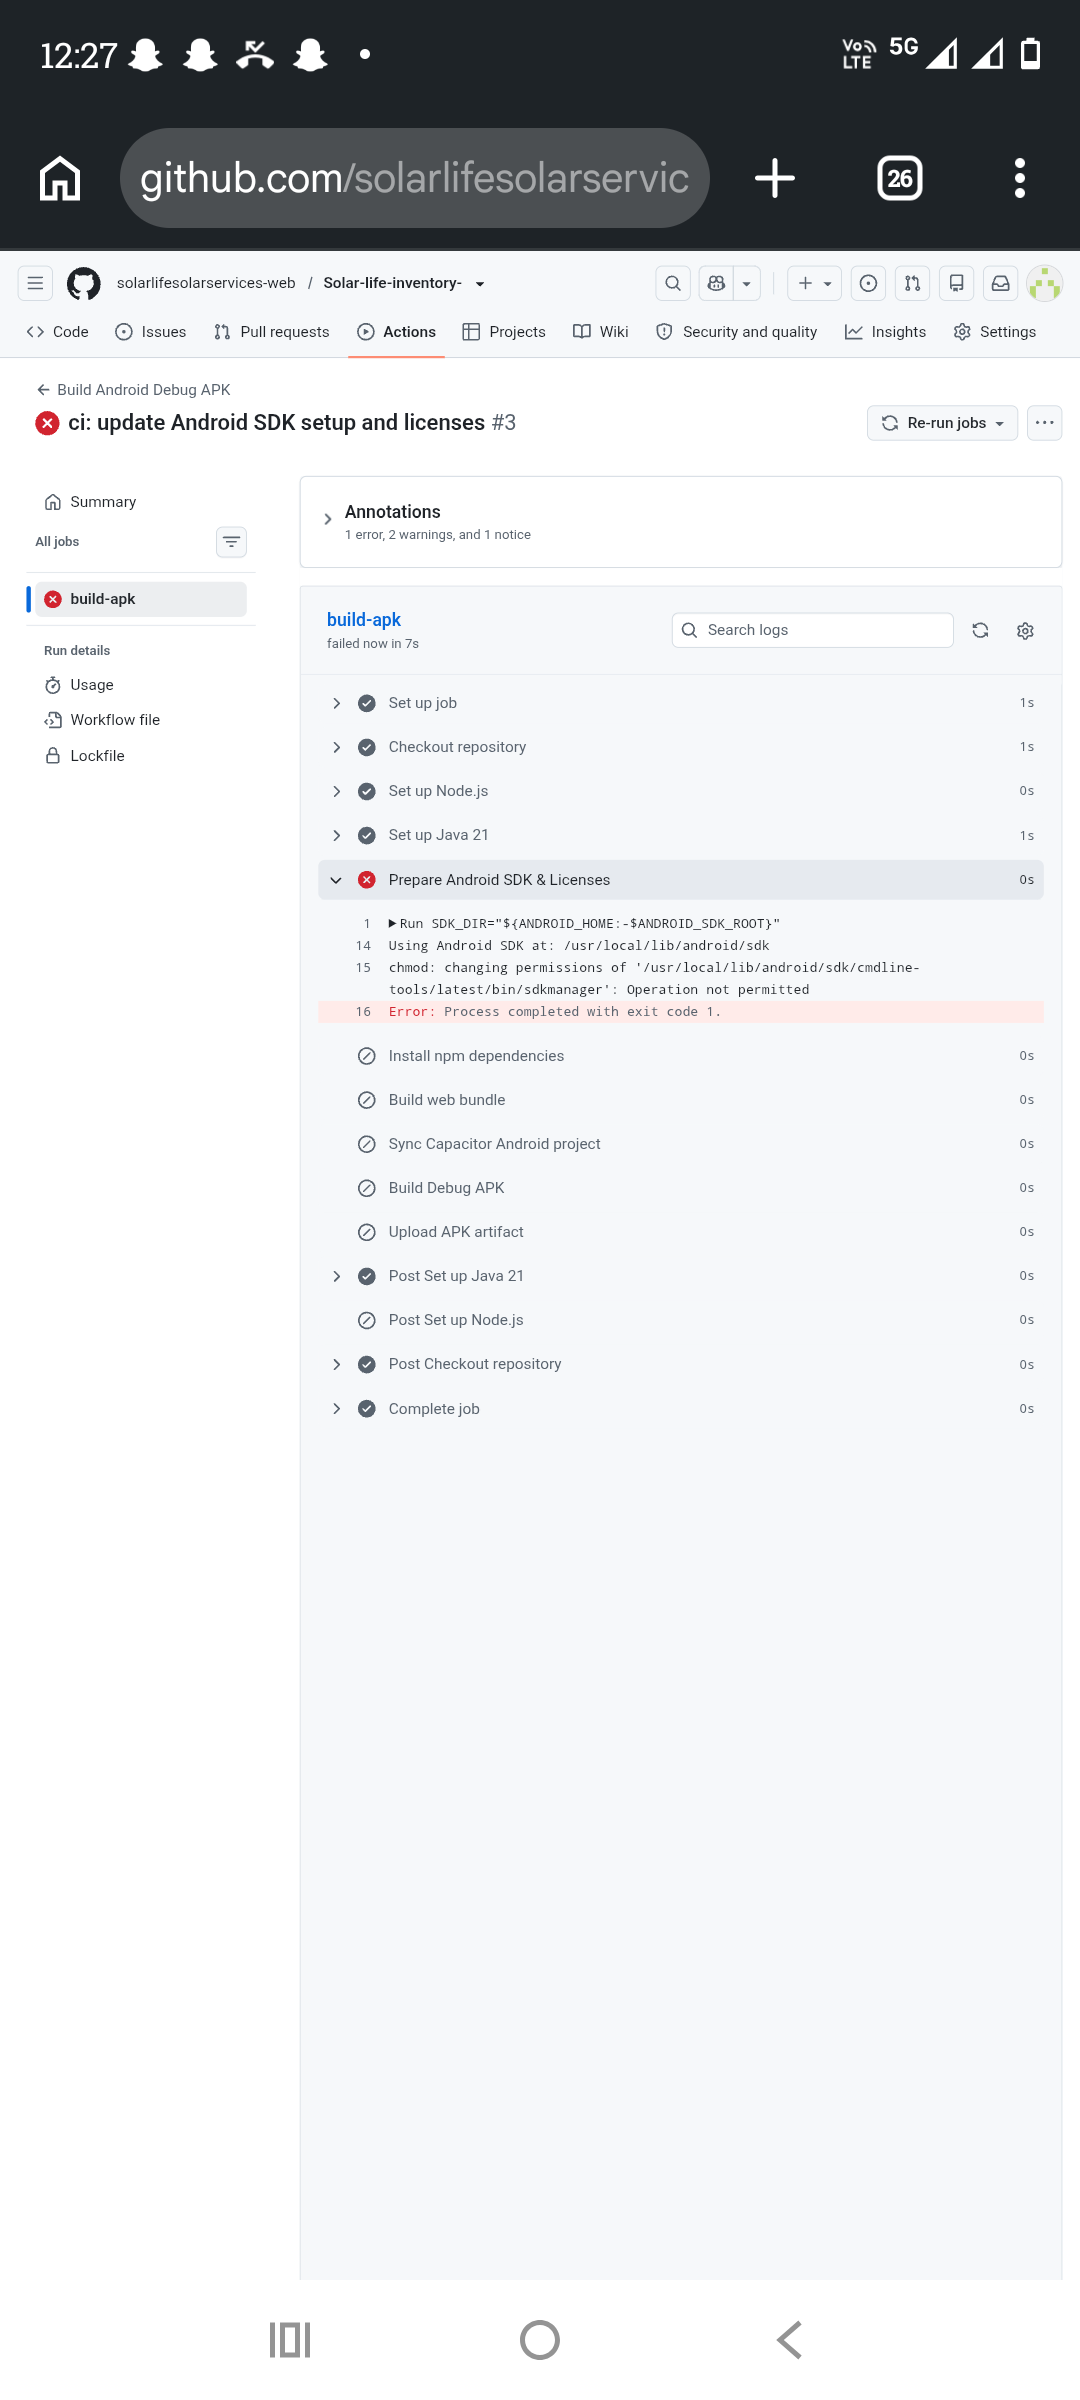 12:27
Vo
LTE
5G
github.com/solarlifesolarservic
26
solarlifesolarservices-web / Solar-life-inventory-
Code
Issues
Pull requests
Actions
Projects
Wiki
Security and quality
Insights
Settings
Build Android Debug APK
ci: update Android SDK setup and licenses #3
Re-run jobs
Summary
All jobs
build-apk
Run details
Usage
Workflow file
Lockfile
Annotations
1 error, 2 warnings, and 1 notice
build-apk
failed now in 7s
Search logs
Set up job 1s
Checkout repository 1s
Set up Node.js 0s
Set up Java 21 1s
Prepare Android SDK & Licenses 0s
1 Run SDK_DIR="${ANDROID_HOME:-$ANDROID_SDK_ROOT}"
14 Using Android SDK at: /usr/local/lib/android/sdk
15 chmod: changing permissions of '/usr/local/lib/android/sdk/cmdline-
tools/latest/bin/sdkmanager': Operation not permitted
16 Error: Process completed with exit code 1.
Install npm dependencies 0s
Build web bundle 0s
Sync Capacitor Android project 0s
Build Debug APK 0s
Upload APK artifact 0s
Post Set up Java 21 0s
Post Set up Node.js 0s
Post Checkout repository 0s
Complete job 0s